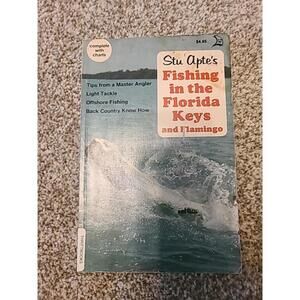 complete
with
charts
$4.95
Stu Apte's
Fishing
in the
Florida
Keys
and Flamingo
Tips from a Master Angler
Light Tackle
Offshore Fishing
Back Country Know How